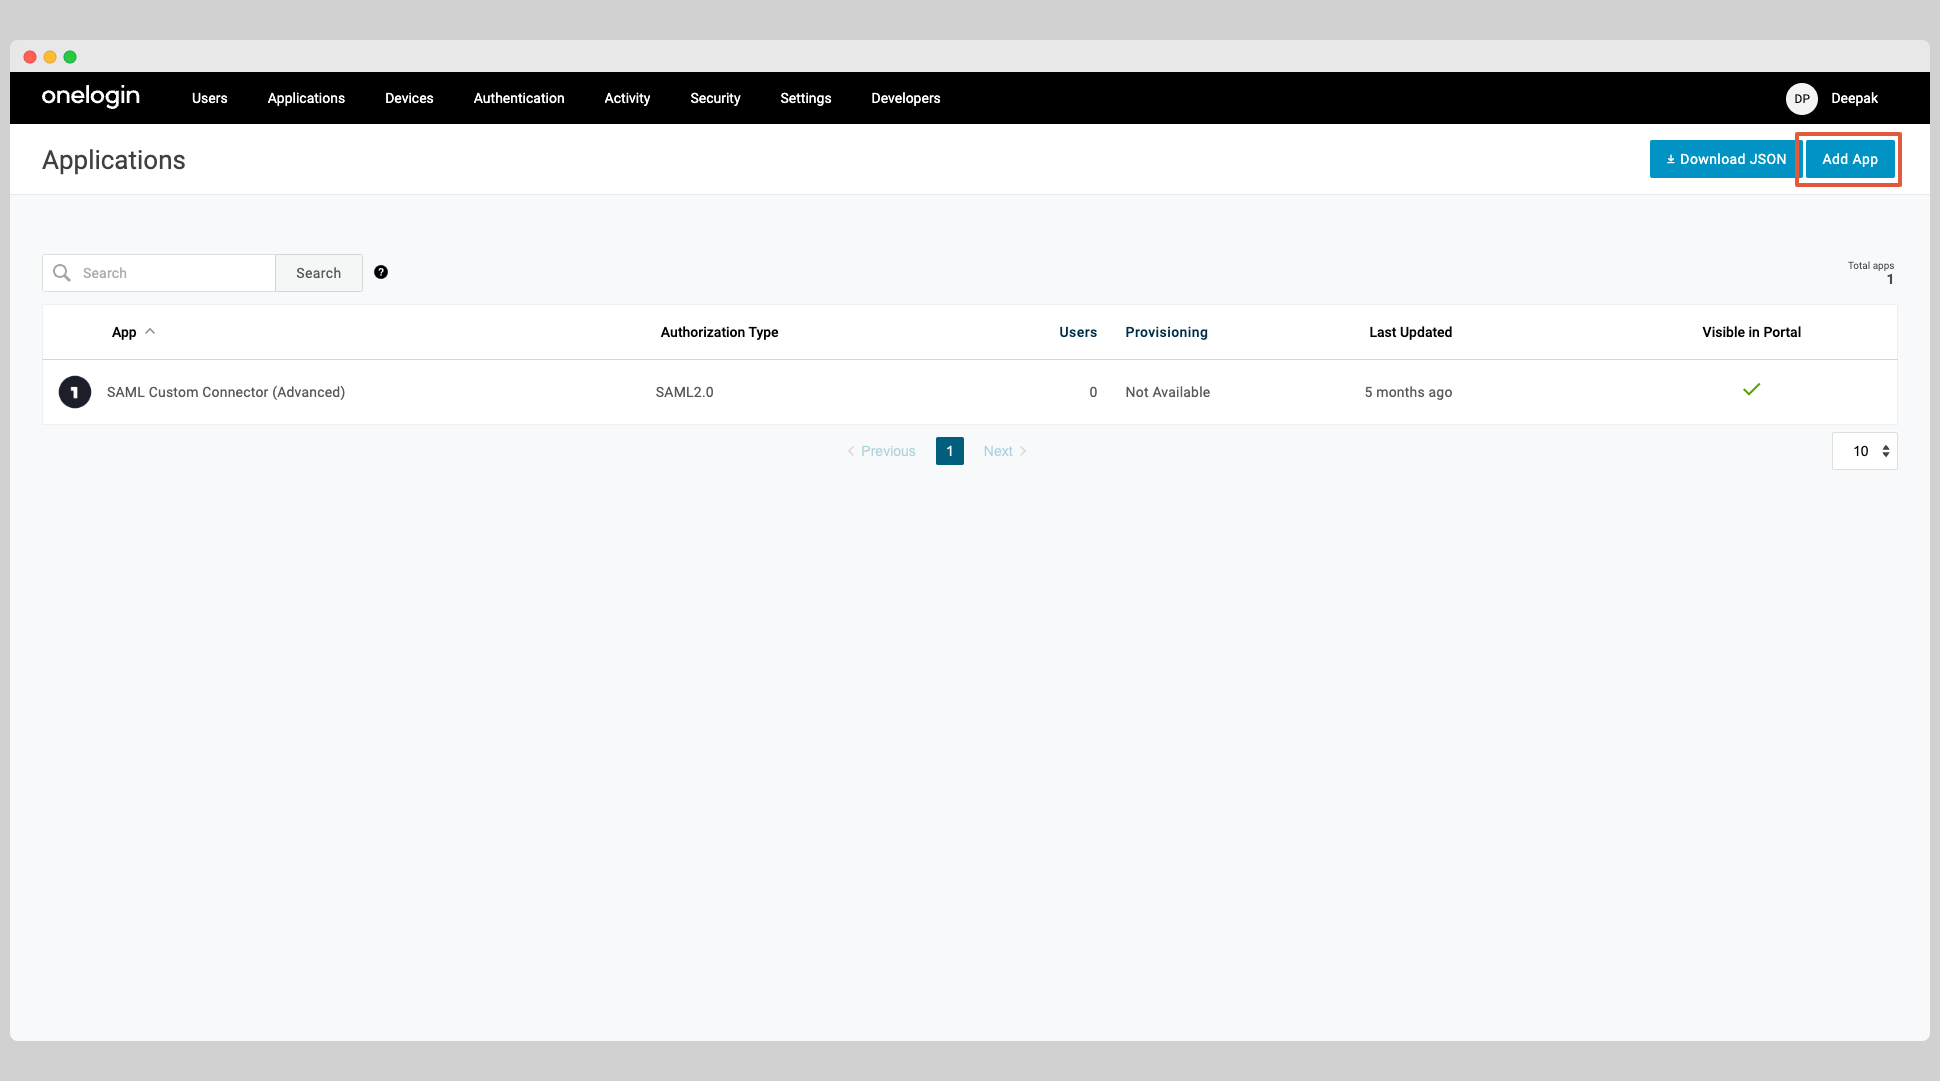 onelogin Users Applications Devices Authentication Activity Security Settings Developers DP Deepak
Applications Download JSON Add App
Search Search ? Total apps
1
App Authorization Type Users Provisioning Last Updated Visible in Portal
1 SAML Custom Connector (Advanced) SAML2.0 0 Not Available 5 months ago
Previous 1 Next 10